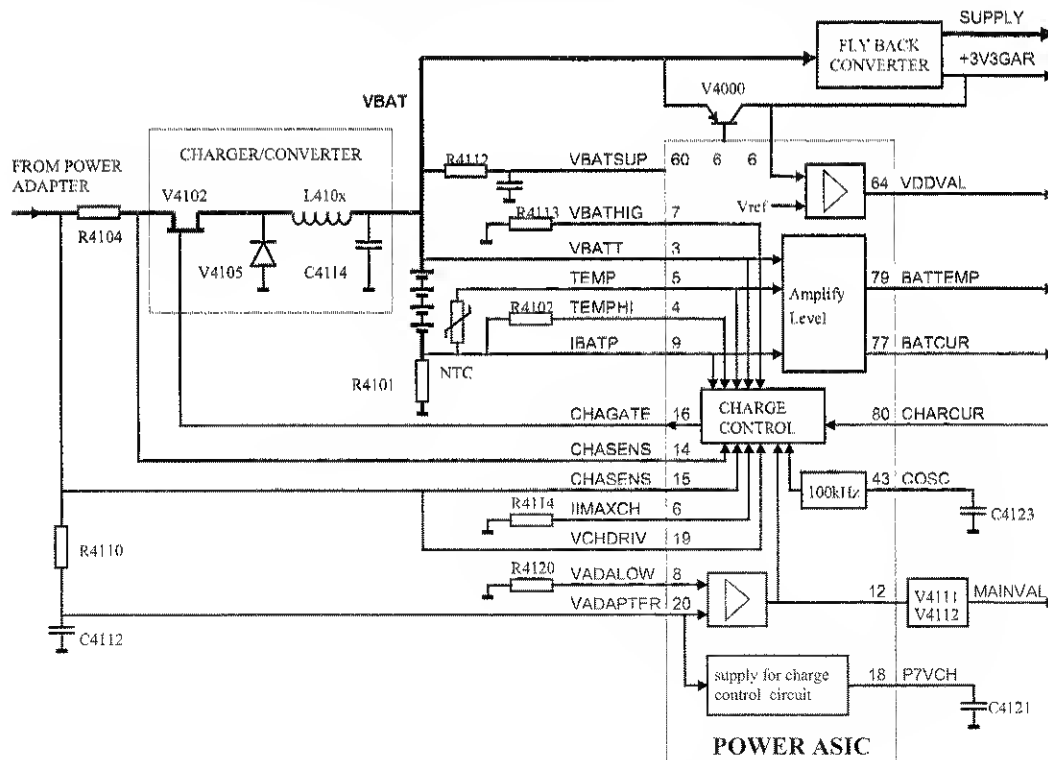 SUPPLY
FLY BACK
CONVERTER
+3V3GAR
V4000
VBAT
CHARGER/CONVERTER
FROM POWER
ADAPTER
V4102
L410x
R4104
V4105
C4114
R4112
VBATSUP
60
6
6
64
VDDVAL
Vref
R4113
VBATHIG
7
VBATT
3
TEMP
5
79
BATTEMP
R4107
TEMPHI
4
Amplify
Level
IBATP
9
77
BATCUR
NTC
R4101
CHAGATE
16
CHARGE
CONTROL
80
CHARCUR
CHASENS
14
CHASENS
15
100kHz
43
COSC
C4123
R4114
IIMAXCH
6
VCHDRIV
19
R4110
R4120
VADALOW
8
VADAPTER
20
12
V4111
V4112
MAINVAL
C4112
supply for charge
control circuit
18
P7VCH
C4121
POWER ASIC